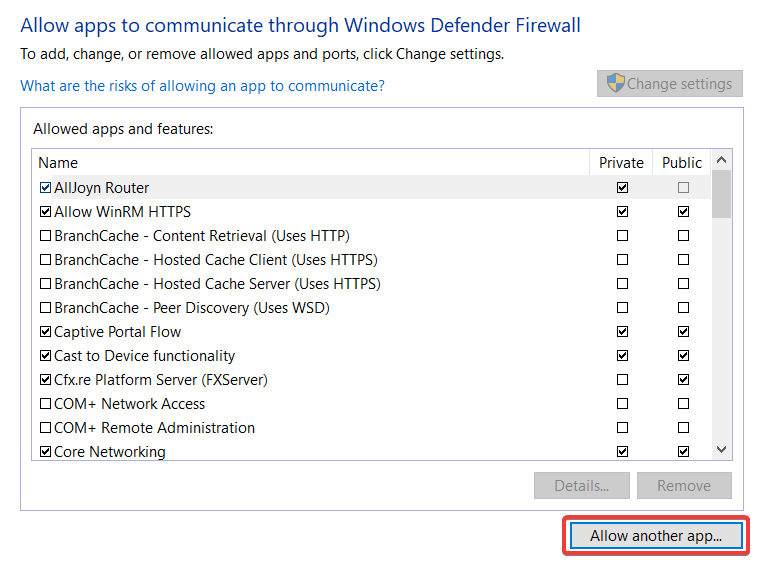 Allow apps to communicate through Windows Defender Firewall
To add, change, or remove allowed apps and ports, click Change settings.
What are the risks of allowing an app to communicate?
Change settings
Allowed apps and features:
Name Private Public
AllJoyn Router
Allow WinRM HTTPS
BranchCache - Content Retrieval (Uses HTTP)
BranchCache - Hosted Cache Client (Uses HTTPS)
BranchCache - Hosted Cache Server (Uses HTTPS)
BranchCache - Peer Discovery (Uses WSD)
Captive Portal Flow
Cast to Device functionality
Cfx.re Platform Server (FXServer)
COM+ Network Access
COM+ Remote Administration
Core Networking
Details... Remove
Allow another app...